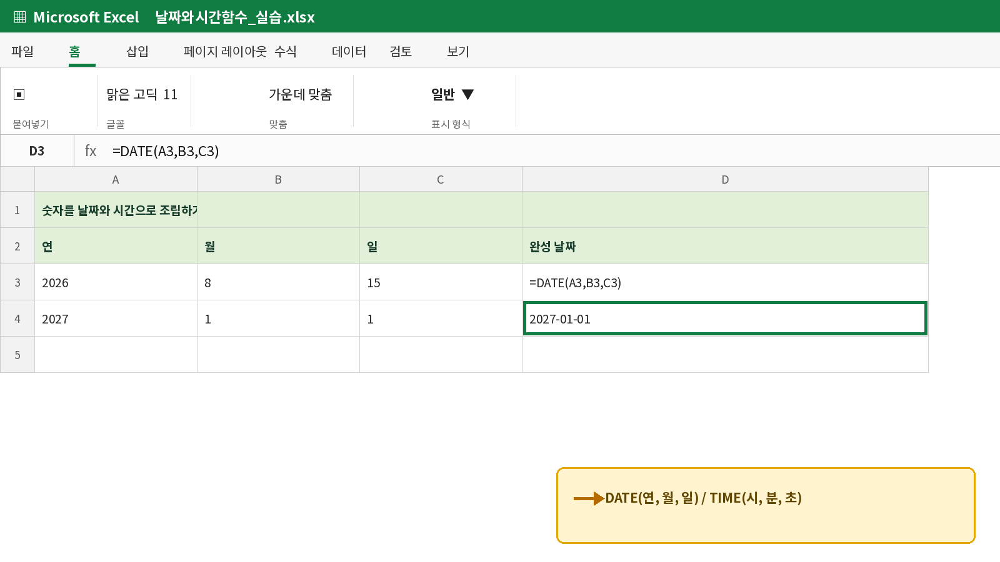 Microsoft Excel 날짜와시간함수_실습.xlsx
파일 홈 삽입 페이지 레이아웃 수식 데이터 검토 보기
맑은 고딕 11 가운데 맞춤 일반 ▼
붙여넣기 글꼴 맞춤 표시 형식
D3 fx =DATE(A3,B3,C3)
A B C D
1 숫자를 날짜와 시간으로 조립하
2 연 월 일 완성 날짜
3 2026 8 15 =DATE(A3,B3,C3)
4 2027 1 1 2027-01-01
5
DATE(연, 월, 일) / TIME(시, 분, 초)